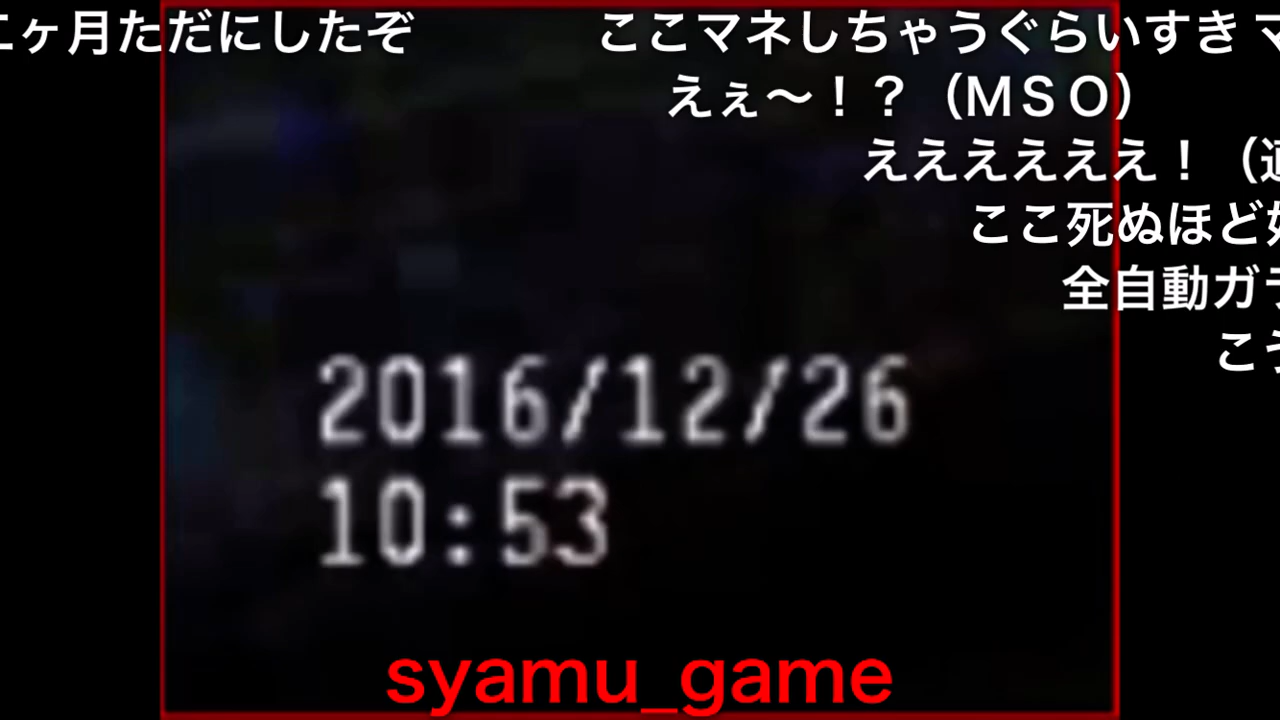 ヶ月ただにしたぞ
ここマネしちゃうぐらいすき
えぇ〜！？（ＭＳＯ）
ええええええ！（
ここ死ぬほど
全自動ガ
こ
2016/12/26
10:53
syamu_game